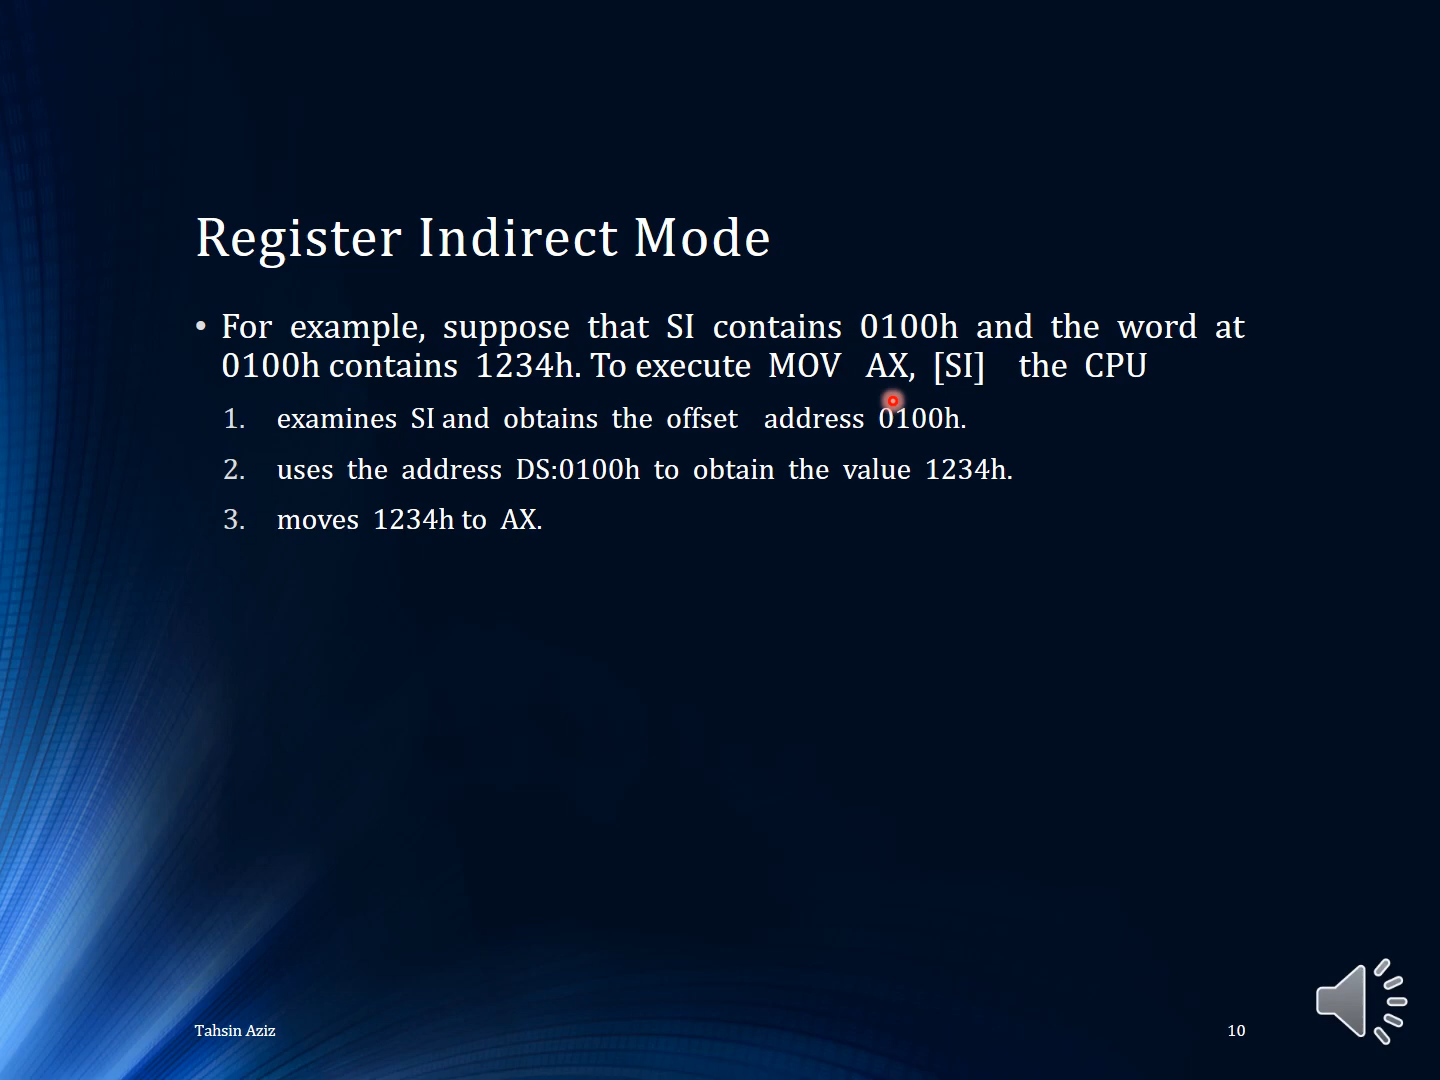 Register Indirect Mode
• For example, suppose that SI contains 0100h and the word at
0100h contains 1234h. To execute MOV AX, [SI] the CPU
1. examines SI and obtains the offset address 0100h.
2. uses the address DS:0100h to obtain the value 1234h.
3. moves 1234h to AX.
Tahsin Aziz
10